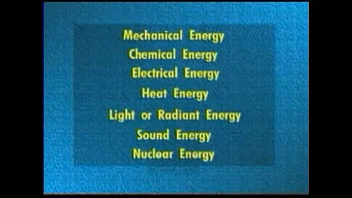 Mechanical Energy
Chemical Energy
Electrical Energy
Heat Energy
Light or Radiant Energy
Sound Energy
Nuclear Energy